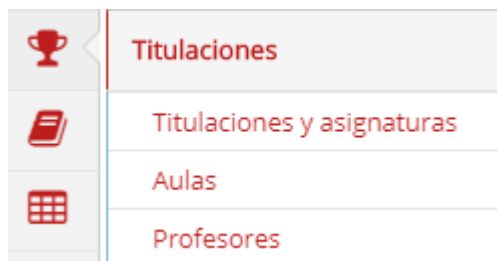 Titulaciones
Titulaciones y asignaturas
Aulas
Profesores